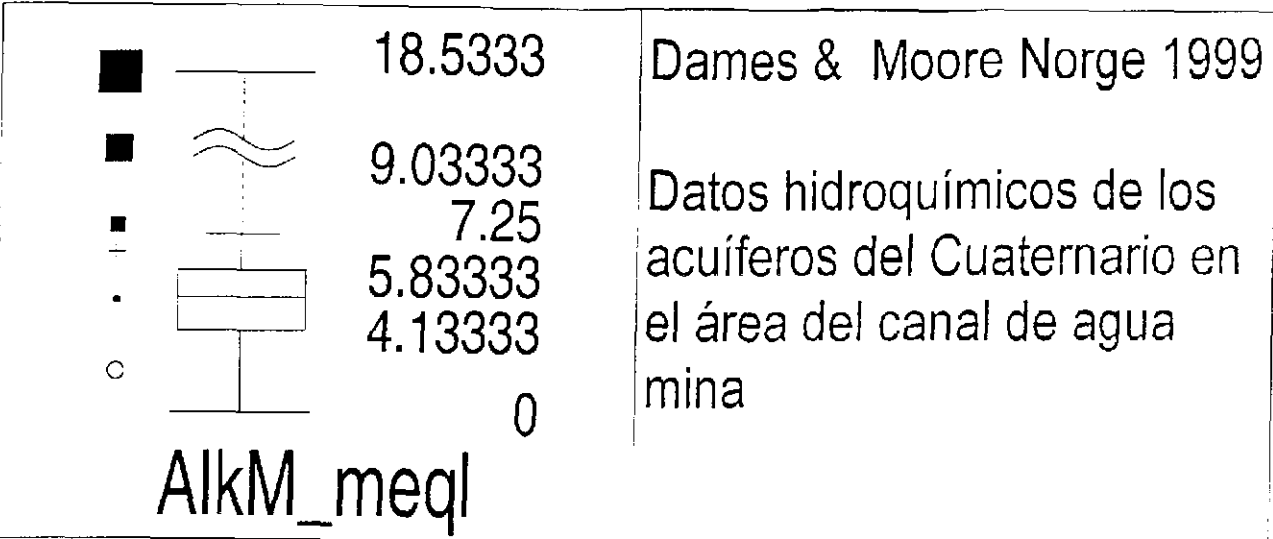 18.5333
9.03333
7.25
5.83333
4.13333
0
AlkM_meql
Dames & Moore Norge 1999
Datos hidroquímicos de los
acuíferos del Cuaternario en
el área del canal de agua
mina